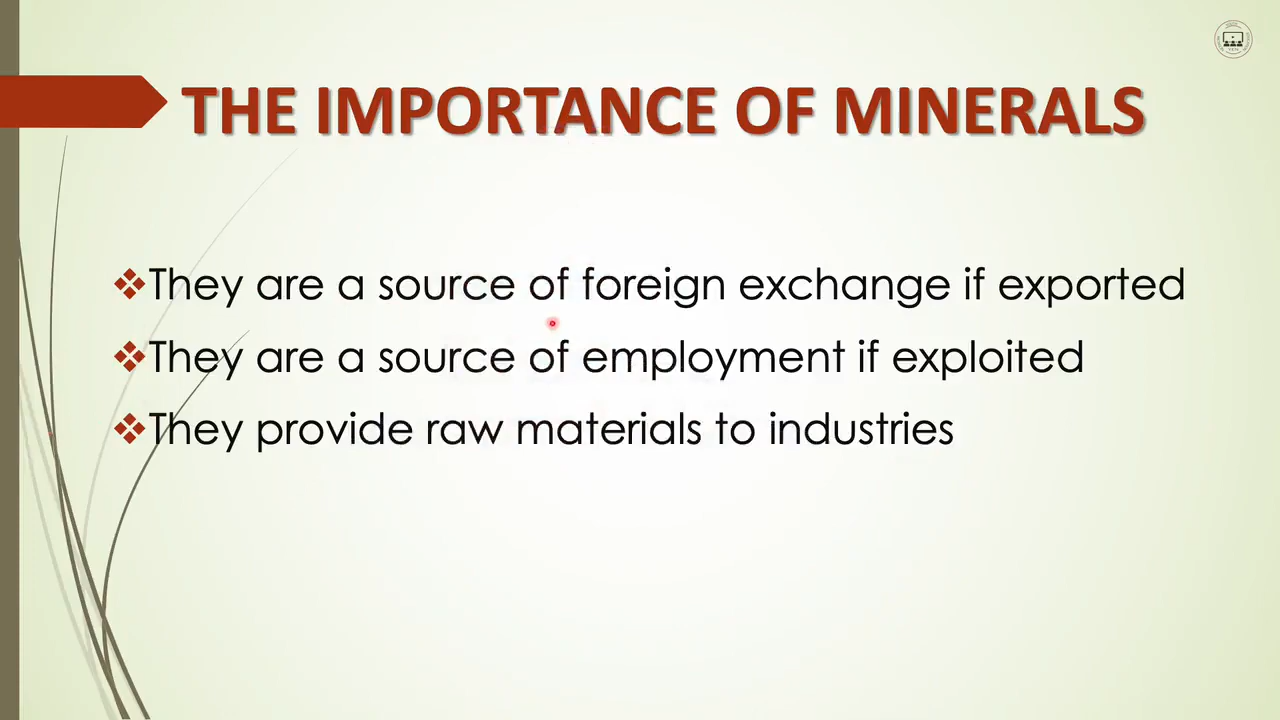 THE IMPORTANCE OF MINERALS
❖They are a source of foreign exchange if exported
❖They are a source of employment if exploited
❖They provide raw materials to industries